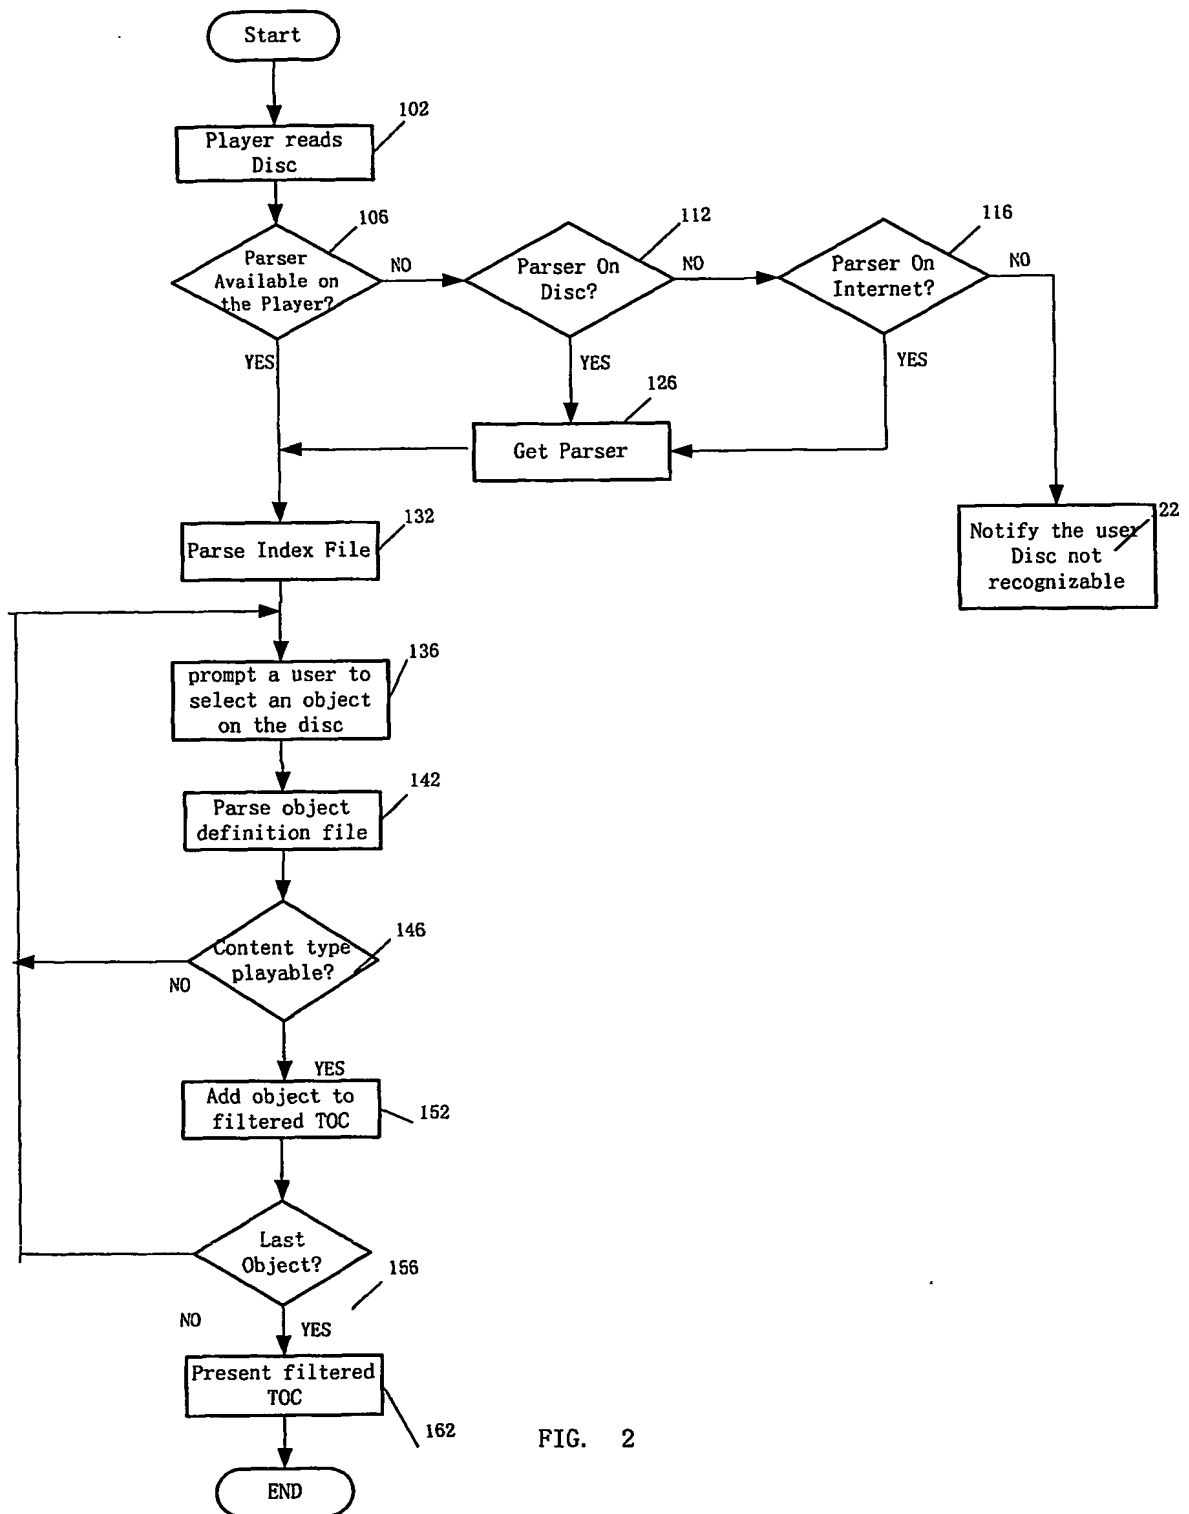 Start
102
Player reads
Disc
106
Parser
Available on
the Player?
NO
112
Parser On
Disc?
NO
116
Parser On
Internet?
NO
YES
YES
YES
126
Get Parser
132
Parse Index File
122
Notify the user
Disc not
recognizable
136
prompt a user to
select an object
on the disc
142
Parse object
definition file
146
Content type
playable?
NO
YES
Add object to
filtered TOC
152
Last
Object?
156
NO
YES
Present filtered
TOC
162
FIG. 2
END